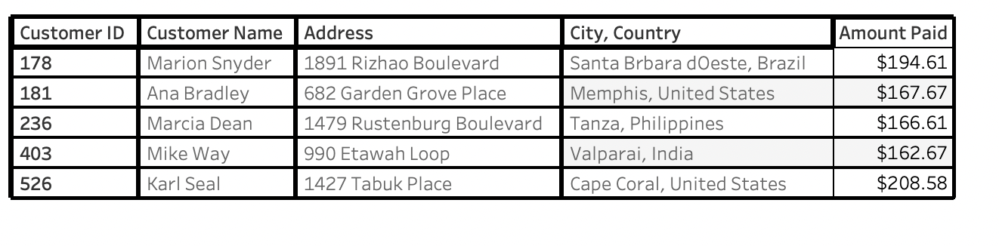 Customer ID Customer Name Address City, Country Amount Paid
178 Marion Snyder 1891 Rizhao Boulevard Santa Brbara dOeste, Brazil $194.61
181 Ana Bradley 682 Garden Grove Place Memphis, United States $167.67
236 Marcia Dean 1479 Rustenburg Boulevard Tanza, Philippines $166.61
403 Mike Way 990 Etawah Loop Valparai, India $162.67
526 Karl Seal 1427 Tabuk Place Cape Coral, United States $208.58